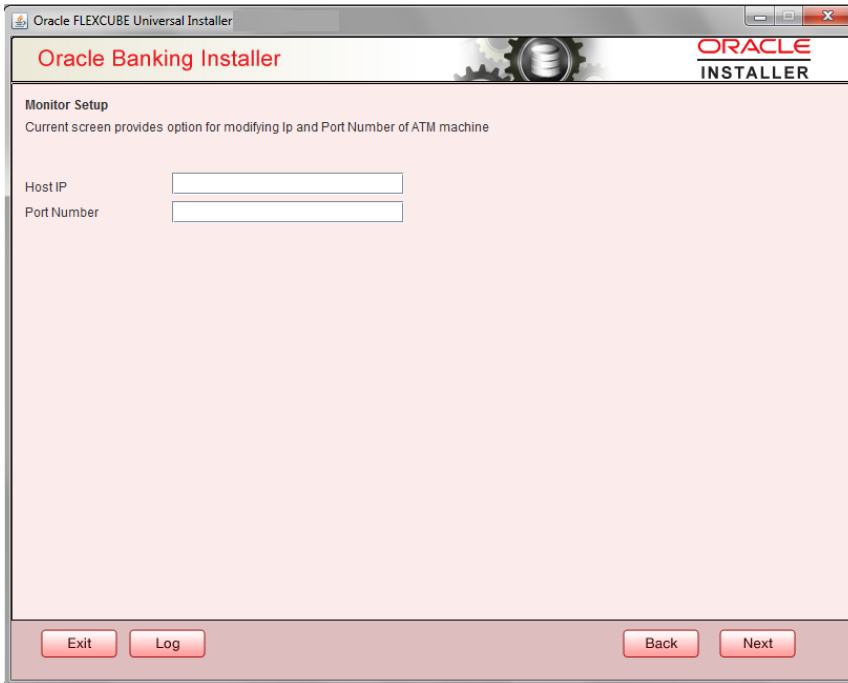 Oracle FLEXCUBE Universal Installer
Oracle Banking Installer
ORACLE
INSTALLER
Monitor Setup
Current screen provides option for modifying Ip and Port Number of ATM machine
Host IP
Port Number
Exit Log Back Next